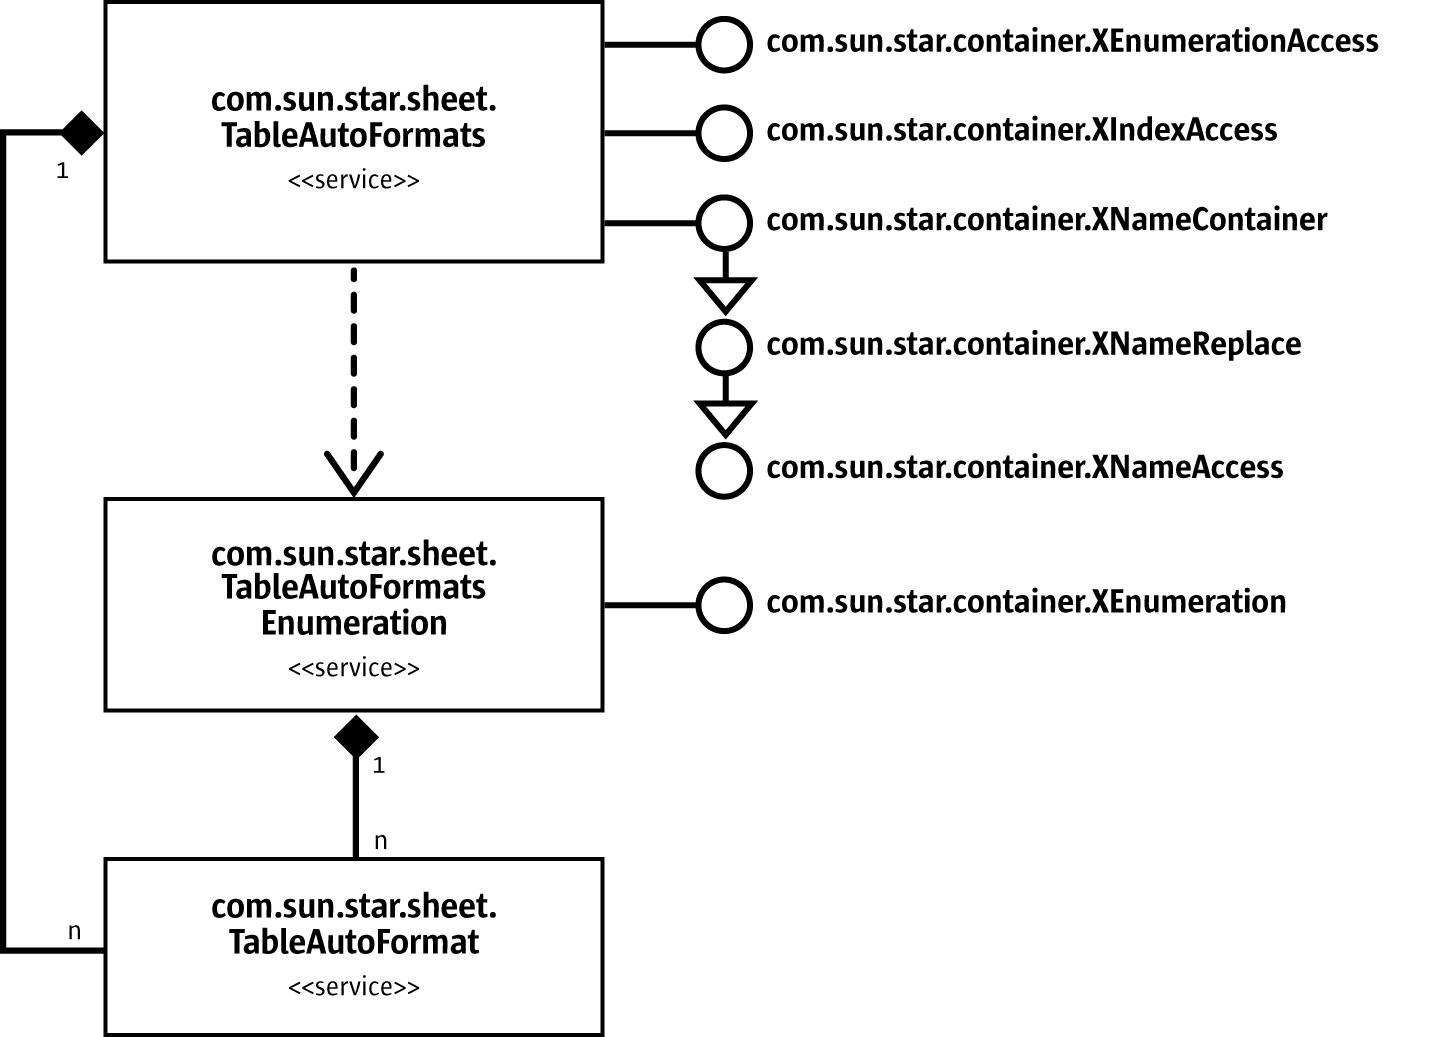 com.sun.star.sheet.
TableAutoFormats
<<service>>
1
com.sun.star.container.XEnumerationAccess
com.sun.star.container.XIndexAccess
com.sun.star.container.XNameContainer
com.sun.star.container.XNameReplace
com.sun.star.container.XNameAccess
com.sun.star.sheet.
TableAutoFormats
Enumeration
<<service>>
com.sun.star.container.XEnumeration
1
n
com.sun.star.sheet.
TableAutoFormat
<<service>>
n